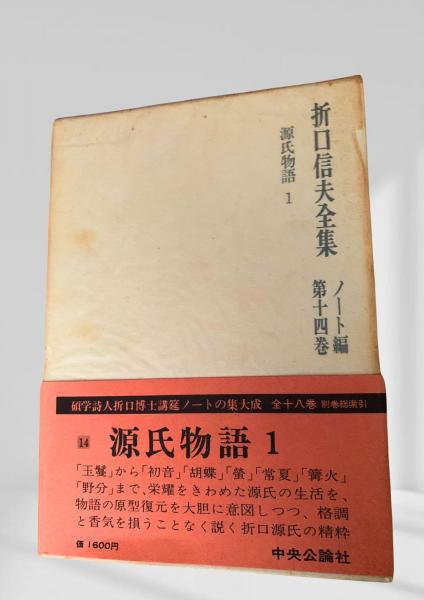 折口信夫全集 ノート編 第十四巻
源氏物語 1
碩学詩人折口博士講筵ノートの集大成 全十八巻 別巻総索引
14 源氏物語 1
「玉鬘」から「初音」「胡蝶」「螢」「常夏」「篝火」
「野分」まで、栄耀をきわめた源氏の生活を、
物語の原型復元を大胆に意図しつつ、格調
と香気を損うことなく説く折口源氏の精粋
価 1600円
中央公論社